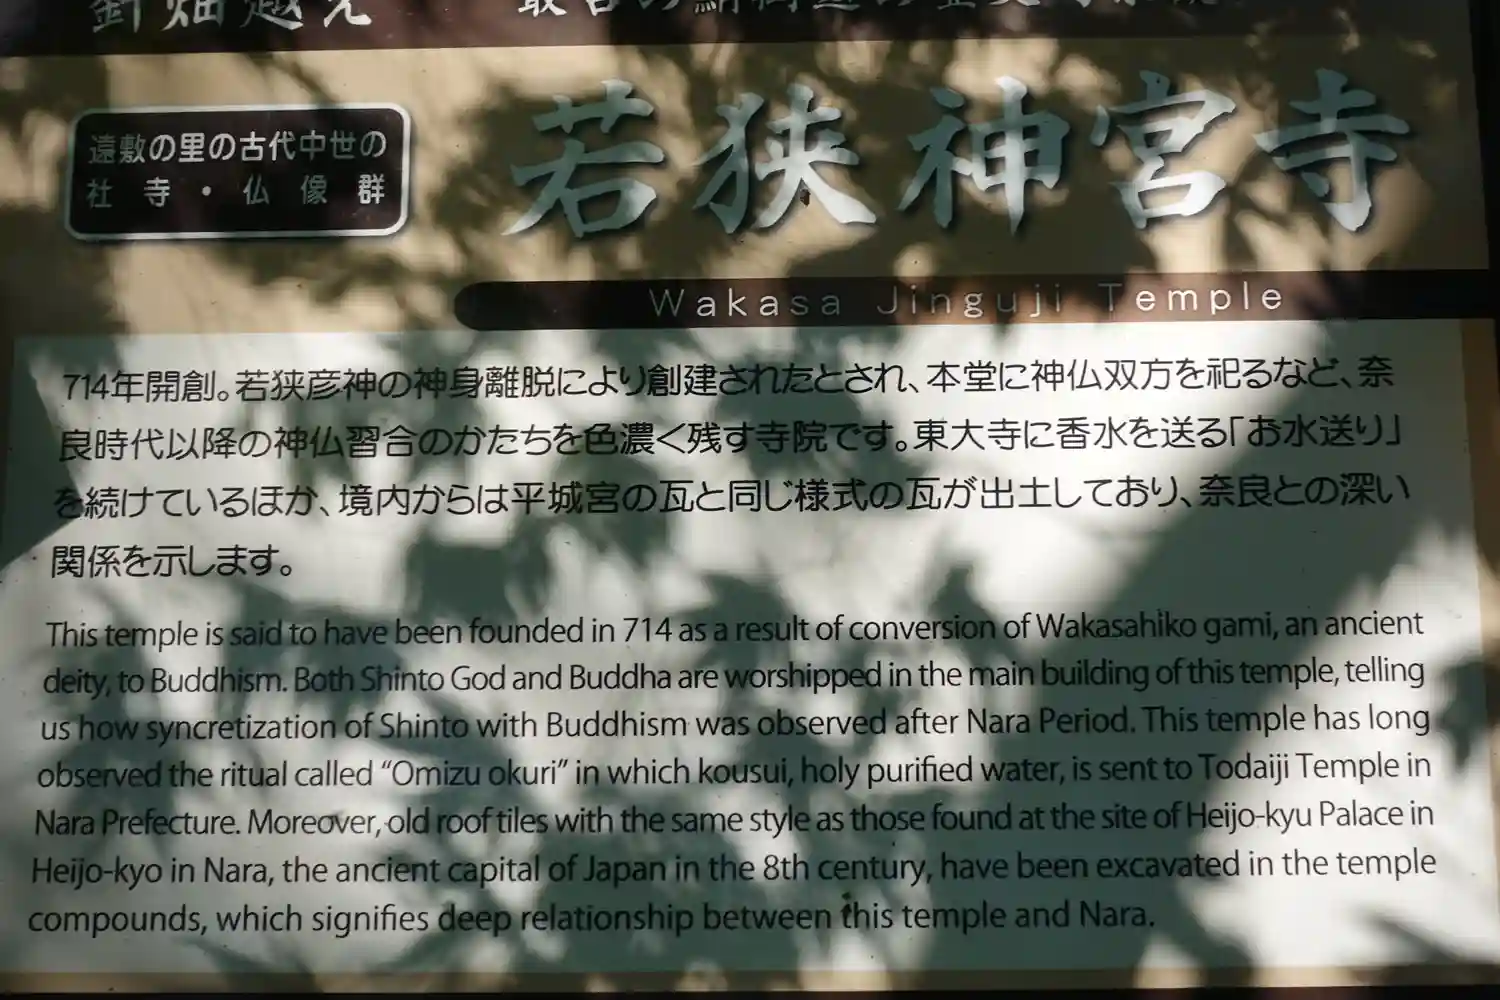 針畑越え
最古の鯖街道の
遠敷の里の古代中世の
社寺・仏像群
若狭神宮寺
Wakasa Jinguji Temple
714年開創。若狭彦神の神身離脱により創建されたとされ、本堂に神仏双方を祀るなど、奈
良時代以降の神仏習合のかたちを色濃く残す寺院です。東大寺に香水を送る「お水送り」
を続けているほか、境内からは平城宮の瓦と同じ様式の瓦が出土しており、奈良との深い
関係を示します。
This temple is said to have been founded in 714 as a result of conversion of Wakasahiko gami, an ancient
deity, to Buddhism. Both Shinto God and Buddha are worshipped in the main building of this temple, telling
us how syncretization of Shinto with Buddhism was observed after Nara Period. This temple has long
observed the ritual called “Omizu okuri” in which kousui, holy purified water, is sent to Todaiji Temple in
Nara Prefecture. Moreover, old roof tiles with the same style as those found at the site of Heijo-kyu Palace in
Heijo-kyo in Nara, the ancient capital of Japan in the 8th century, have been excavated in the temple
compounds, which signifies deep relationship between this temple and Nara.